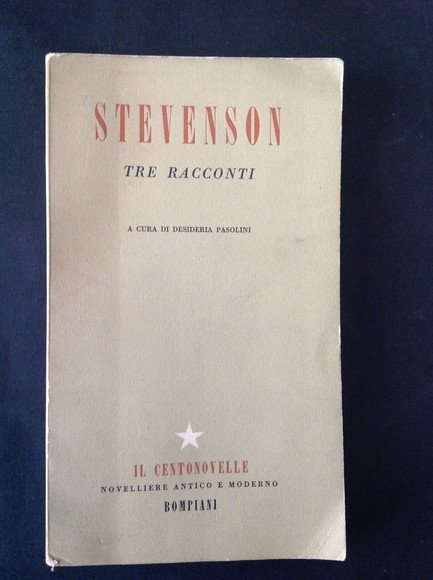 STEVENSON
TRE RACCONTI
A CURA DI DESIDERIA PASOLINI
IL CENTONOVELLE
NOVELLIERE ANTICO E MODERNO
BOMPIANI